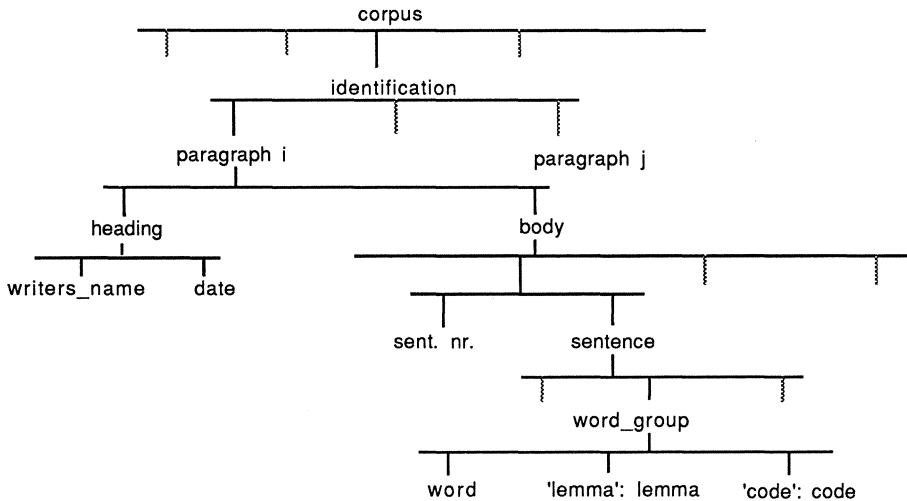 corpus
identification
paragraph i
paragraph j
heading
body
writers_name
date
sent. nr.
sentence
word_group
word
'lemma': lemma
'code': code